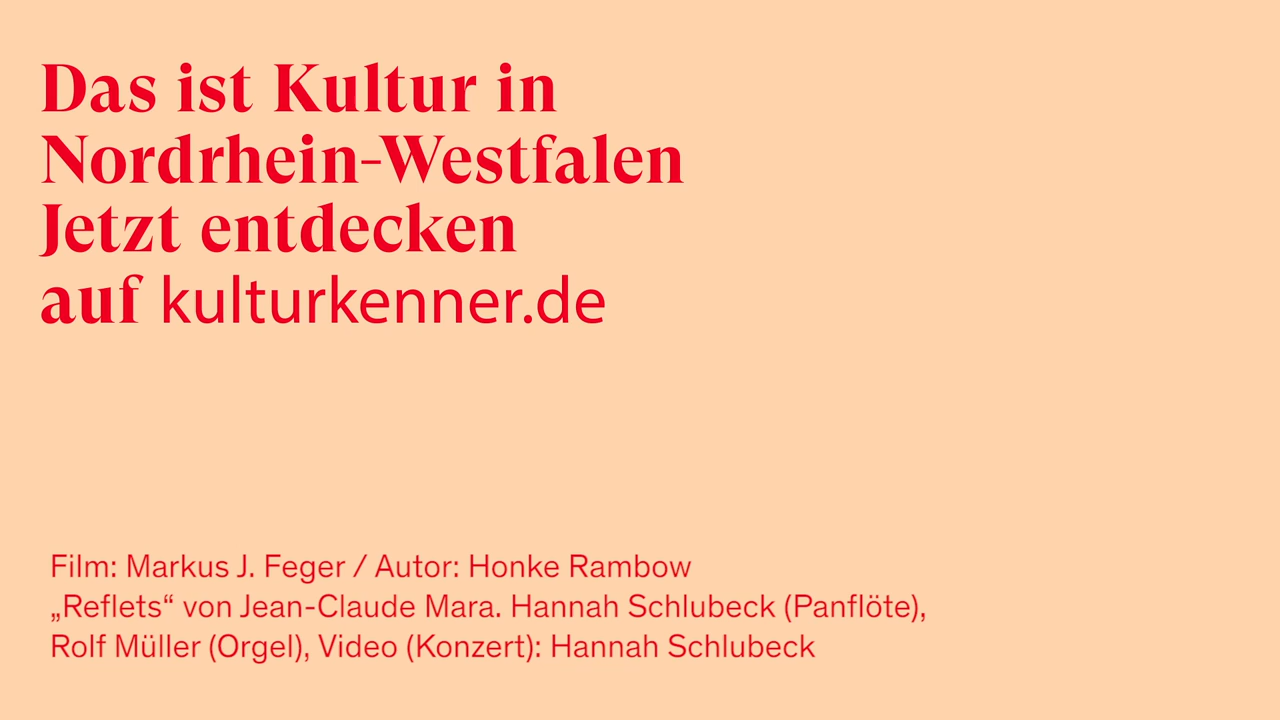 Das ist Kultur in
Nordrhein-Westfalen
Jetzt entdecken
auf kulturkenner.de
Film: Markus J. Feger / Autor: Honke Rambow
„Reflets“ von Jean-Claude Mara. Hannah Schlubeck (Panflöte),
Rolf Müller (Orgel), Video (Konzert): Hannah Schlubeck